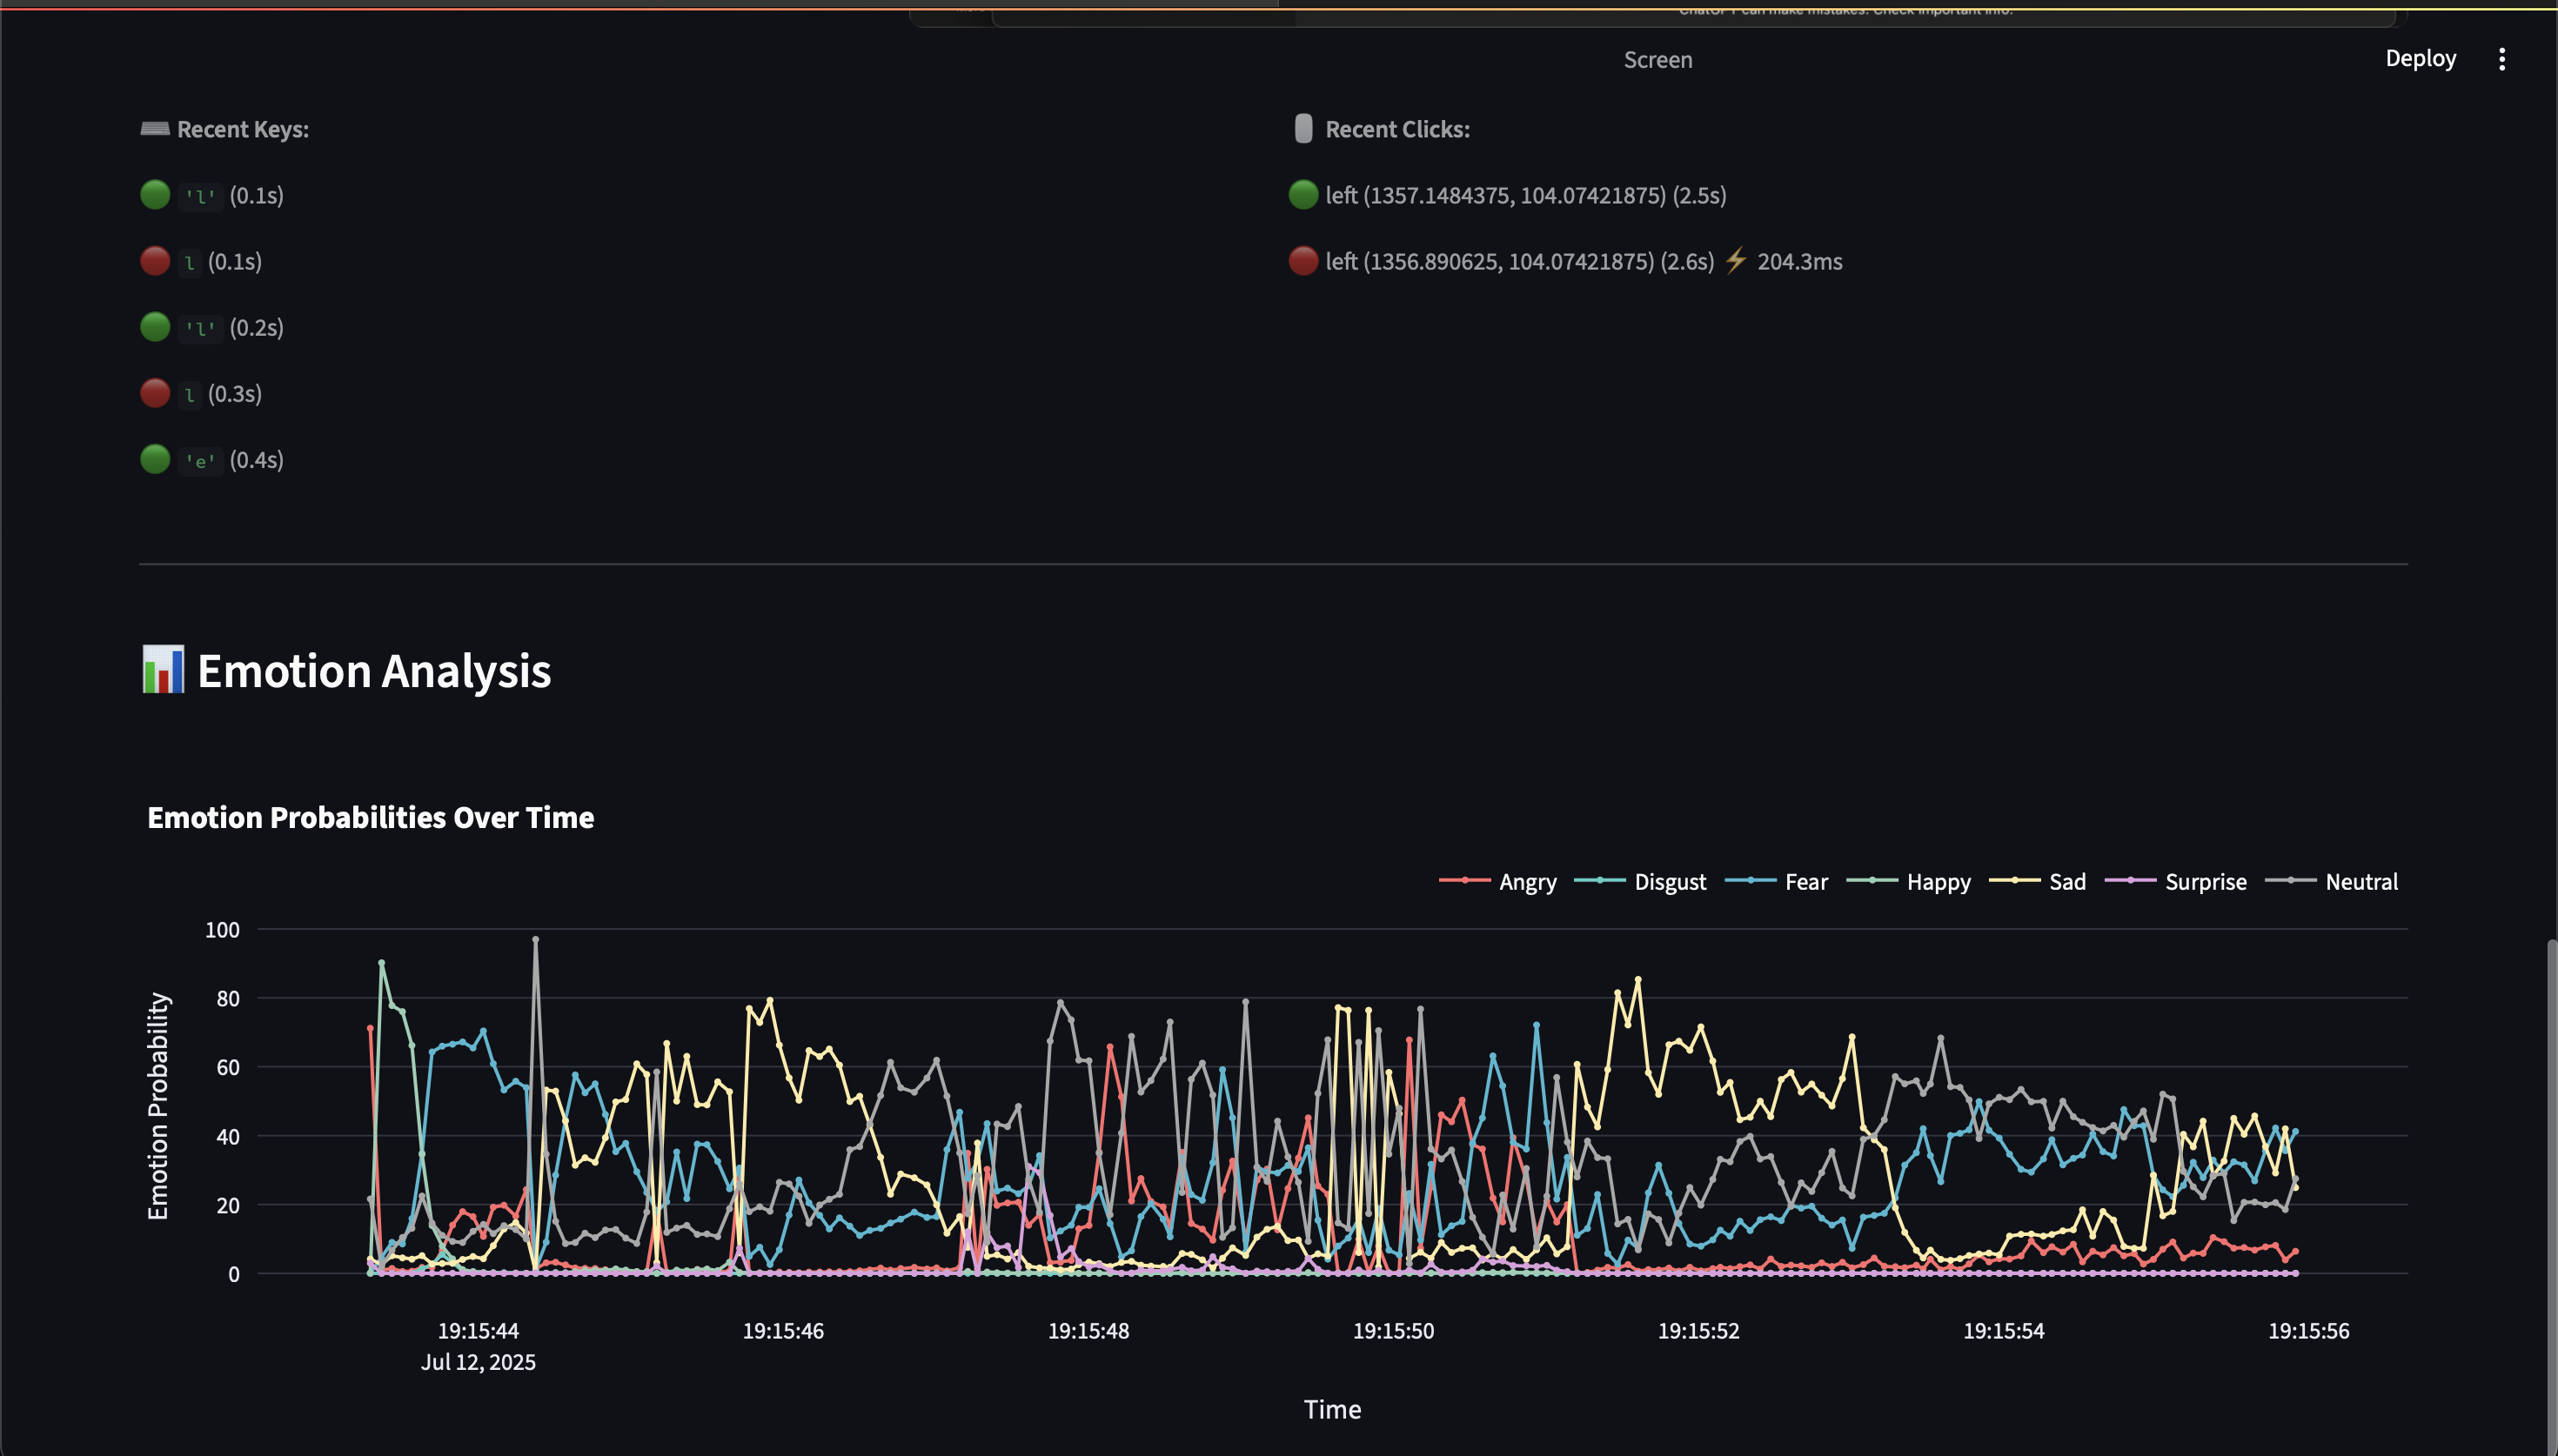 ChatGPT can make mistakes. Check important info.
Screen
Deploy
Recent Keys:
'l' (0.1s)
l (0.1s)
'l' (0.2s)
l (0.3s)
'e' (0.4s)
Recent Clicks:
left (1357.1484375, 104.07421875) (2.5s)
left (1356.890625, 104.07421875) (2.6s) ⚡ 204.3ms
Emotion Analysis
Emotion Probabilities Over Time
Angry Disgust Fear Happy Sad Surprise Neutral
Emotion Probability
100
80
60
40
20
0
19:15:44 19:15:46 19:15:48 19:15:50 19:15:52 19:15:54 19:15:56
Jul 12, 2025
Time